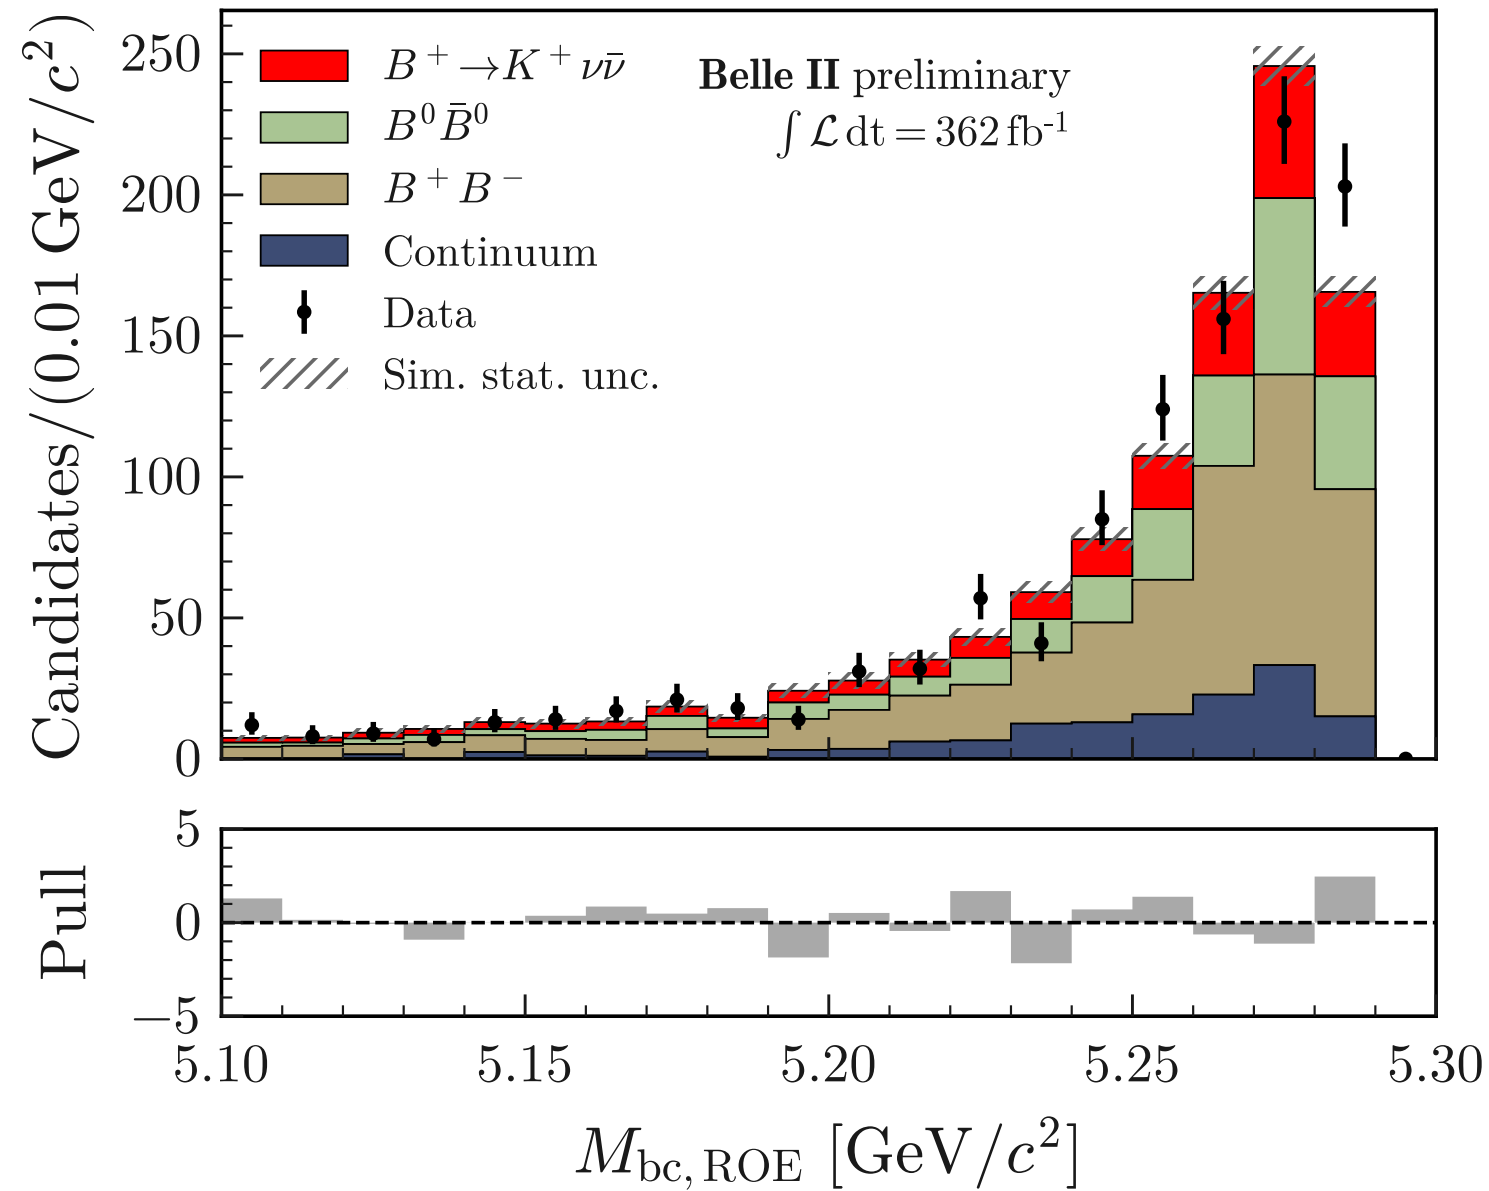 Candidates/(0.01 GeV/c²)
250
200
150
100
50
0
B⁺→K⁺νν̄
B⁰B̄⁰
B⁺B⁻
Continuum
Data
Sim. stat. unc.
Belle II preliminary
∫ℒ dt = 362 fb⁻¹
Pull
5
0
−5
5.10 5.15 5.20 5.25 5.30
M_bc, ROE [GeV/c²]